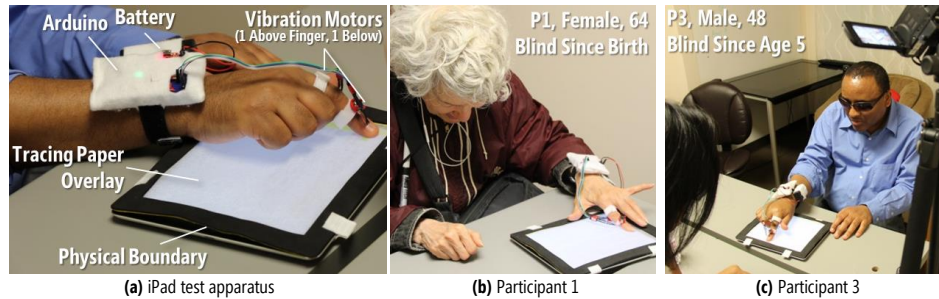 Arduino
Battery
Vibration Motors
(1 Above Finger, 1 Below)
Tracing Paper
Overlay
Physical Boundary
(a) iPad test apparatus
P1, Female, 64
Blind Since Birth
(b) Participant 1
P3, Male, 48
Blind Since Age 5
(c) Participant 3